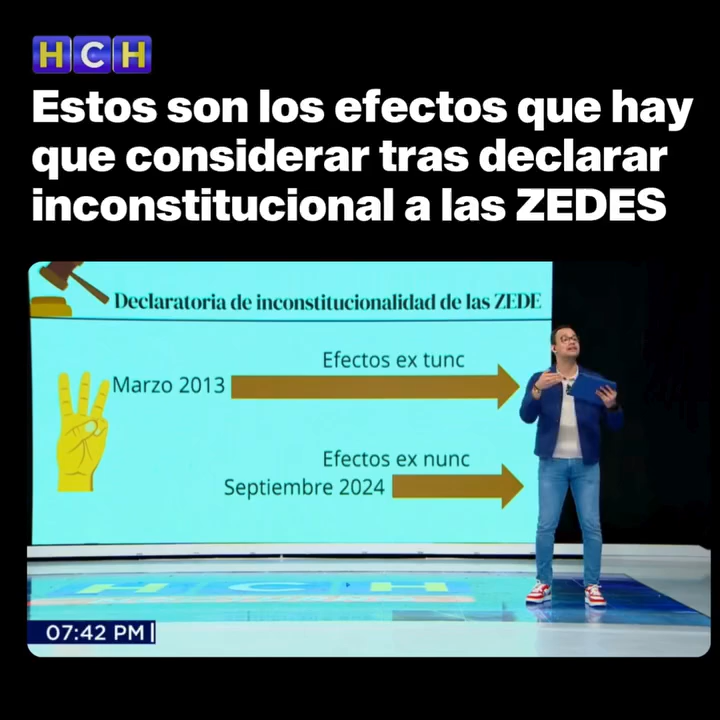 HCH
Estos son los efectos que hay
que considerar tras declarar
inconstitucional a las ZEDES
Declaratoria de inconstitucionalidad de las ZEDE
Efectos ex tunc
Marzo 2013
Efectos ex nunc
Septiembre 2024
HCH
07:42 PM